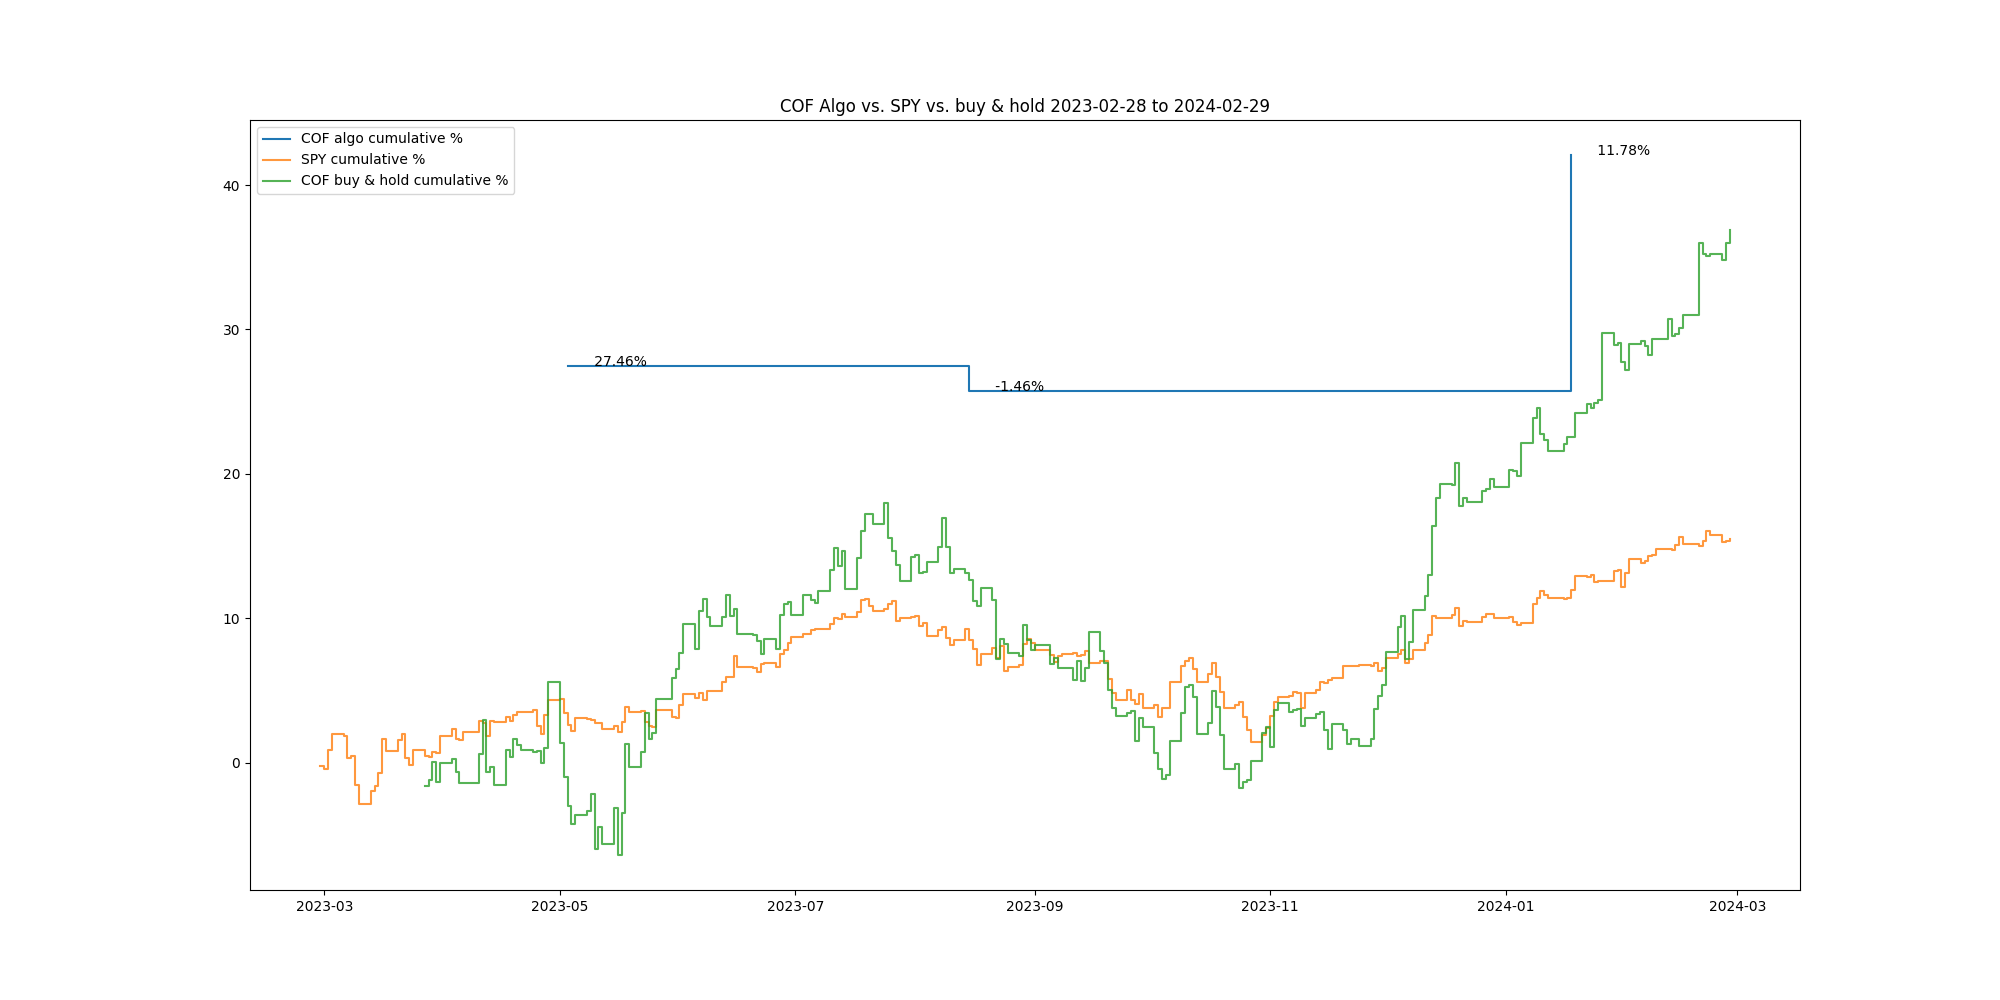 COF Algo vs. SPY vs. buy & hold 2023-02-28 to 2024-02-29
COF algo cumulative %
SPY cumulative %
COF buy & hold cumulative %
11.78%
27.46%
-1.46%
40
30
20
10
0
2023-03 2023-05 2023-07 2023-09 2023-11 2024-01 2024-03